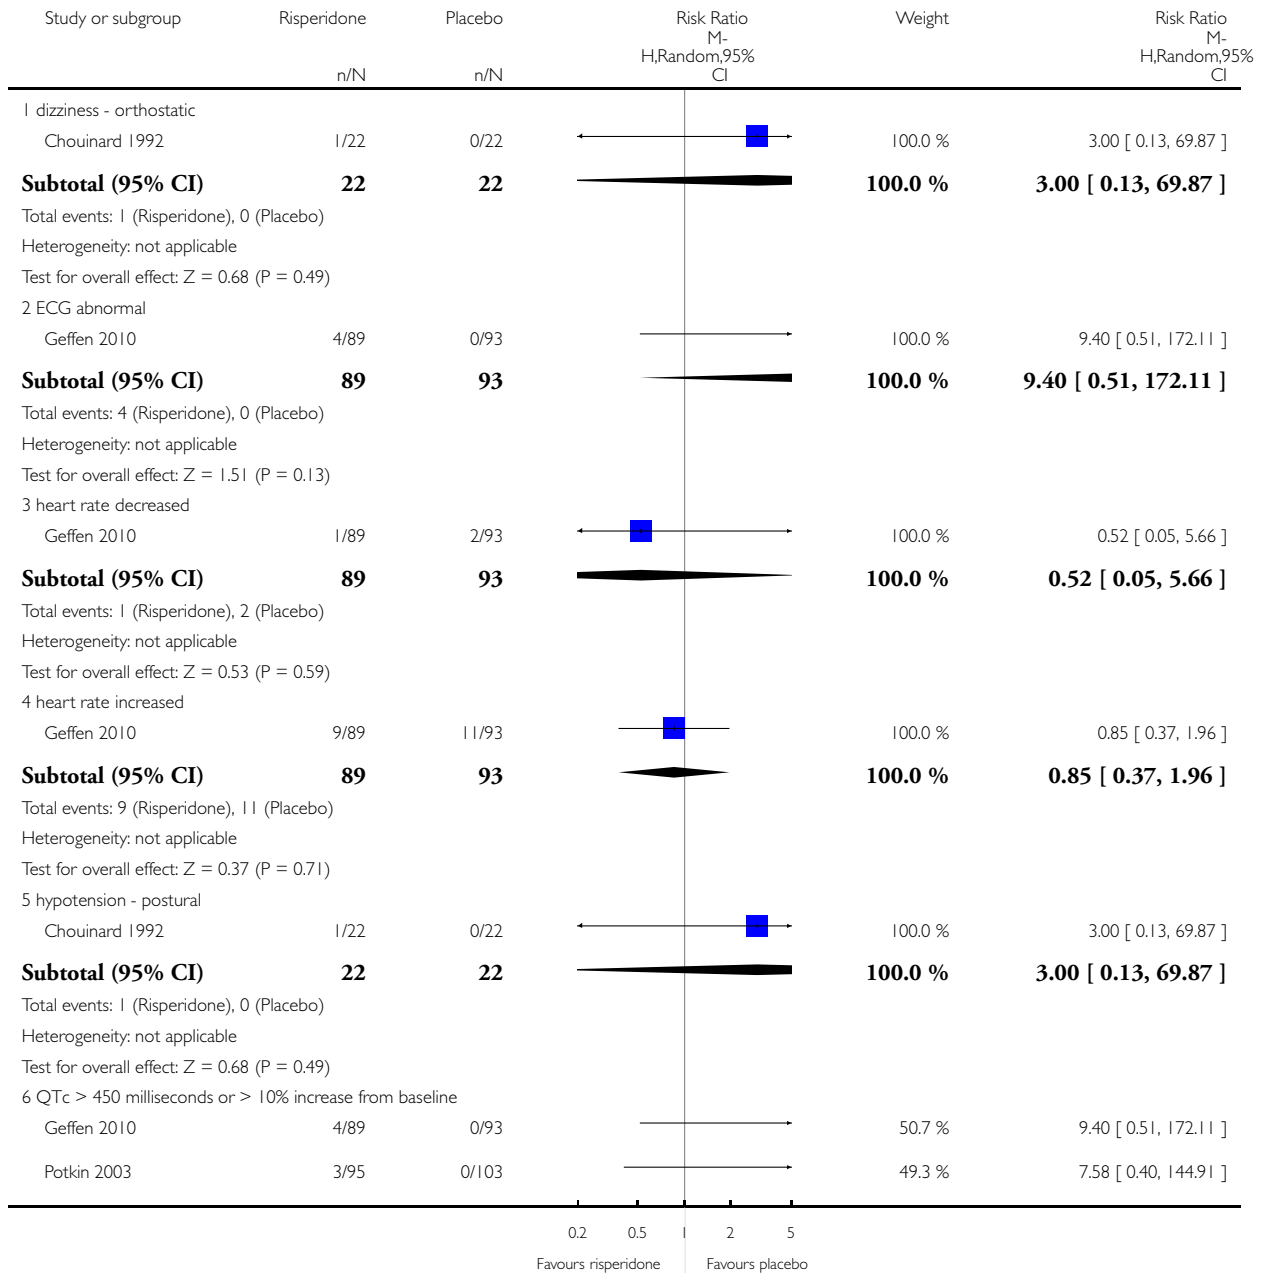 Study or subgroup Risperidone Placebo Risk Ratio Weight Risk Ratio
M- M-
H,Random,95% H,Random,95%
n/N n/N CI CI
1 dizziness - orthostatic
Chouinard 1992 1/22 0/22 100.0 % 3.00 [ 0.13, 69.87 ]
Subtotal (95% CI) 22 22 100.0 % 3.00 [ 0.13, 69.87 ]
Total events: 1 (Risperidone), 0 (Placebo)
Heterogeneity: not applicable
Test for overall effect: Z = 0.68 (P = 0.49)
2 ECG abnormal
Geffen 2010 4/89 0/93 100.0 % 9.40 [ 0.51, 172.11 ]
Subtotal (95% CI) 89 93 100.0 % 9.40 [ 0.51, 172.11 ]
Total events: 4 (Risperidone), 0 (Placebo)
Heterogeneity: not applicable
Test for overall effect: Z = 1.51 (P = 0.13)
3 heart rate decreased
Geffen 2010 1/89 2/93 100.0 % 0.52 [ 0.05, 5.66 ]
Subtotal (95% CI) 89 93 100.0 % 0.52 [ 0.05, 5.66 ]
Total events: 1 (Risperidone), 2 (Placebo)
Heterogeneity: not applicable
Test for overall effect: Z = 0.53 (P = 0.59)
4 heart rate increased
Geffen 2010 9/89 11/93 100.0 % 0.85 [ 0.37, 1.96 ]
Subtotal (95% CI) 89 93 100.0 % 0.85 [ 0.37, 1.96 ]
Total events: 9 (Risperidone), 11 (Placebo)
Heterogeneity: not applicable
Test for overall effect: Z = 0.37 (P = 0.71)
5 hypotension - postural
Chouinard 1992 1/22 0/22 100.0 % 3.00 [ 0.13, 69.87 ]
Subtotal (95% CI) 22 22 100.0 % 3.00 [ 0.13, 69.87 ]
Total events: 1 (Risperidone), 0 (Placebo)
Heterogeneity: not applicable
Test for overall effect: Z = 0.68 (P = 0.49)
6 QTc > 450 milliseconds or > 10% increase from baseline
Geffen 2010 4/89 0/93 50.7 % 9.40 [ 0.51, 172.11 ]
Potkin 2003 3/95 0/103 49.3 % 7.58 [ 0.40, 144.91 ]
0.2 0.5 1 2 5
Favours risperidone Favours placebo